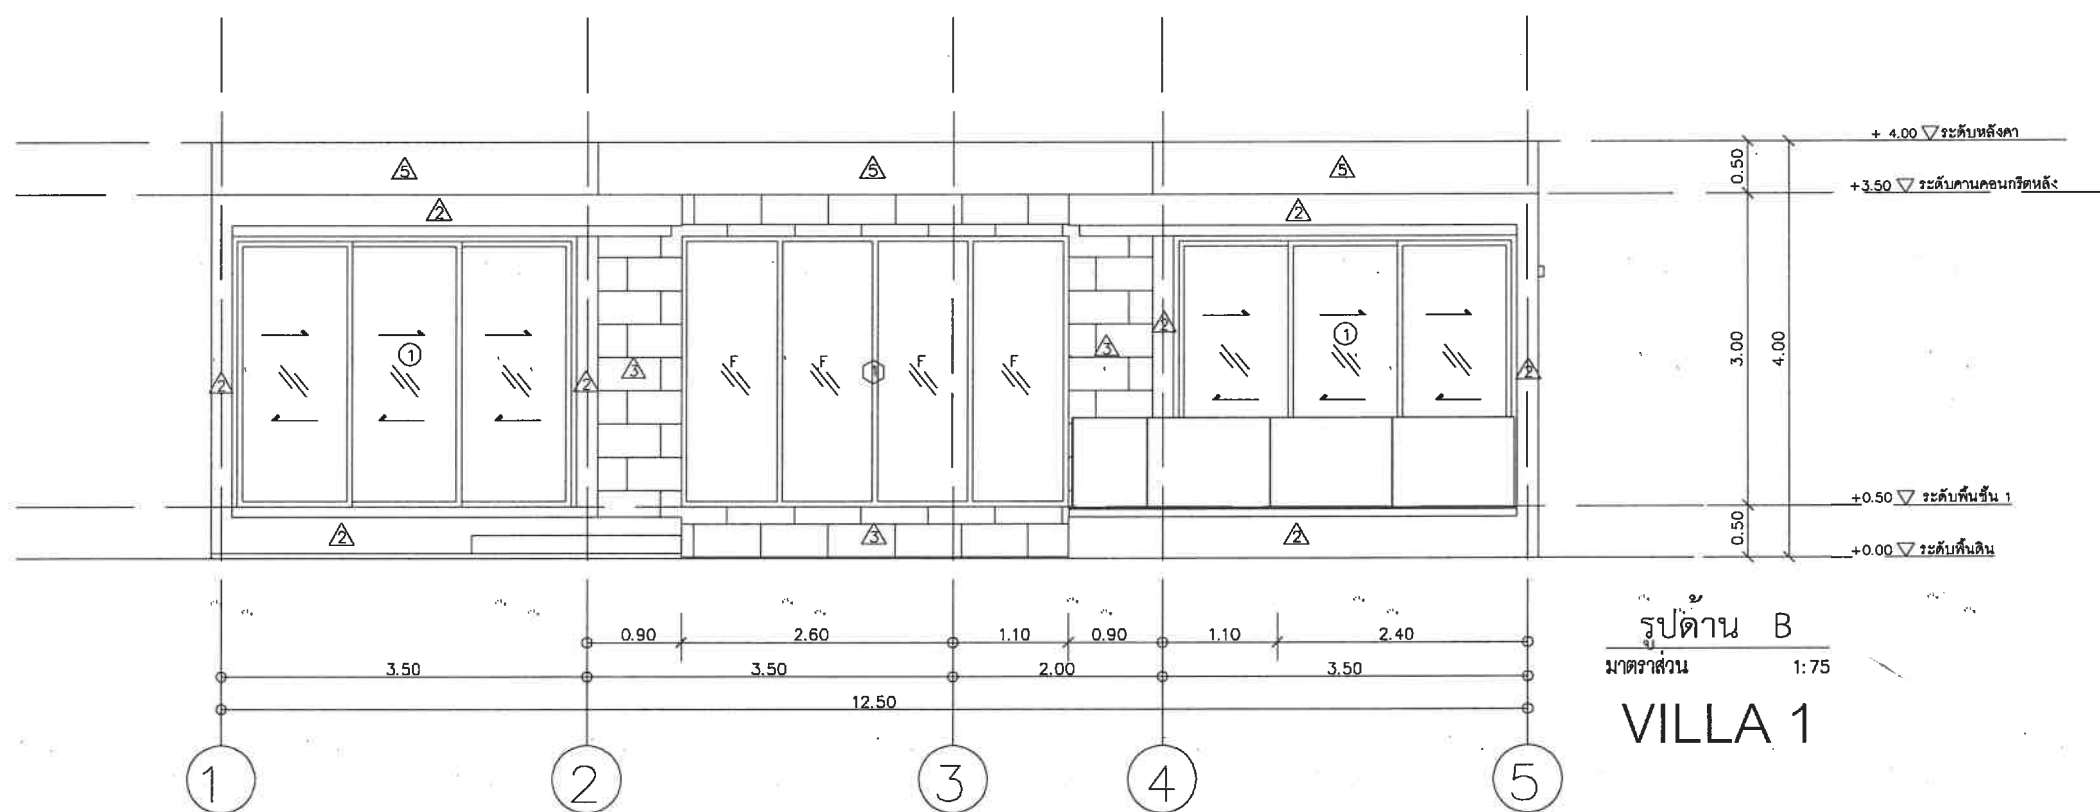 + 4.00 ระดับหลังคา
0.50
+3.50 ระดับคานคอนกรีตหลัง
5 5 5
2 2
3.00
4.00
1 1
2 2 2 2
3 3
F F F F
1
+0.50 ระดับพื้นชั้น 1
0.50
2 3 2
+0.00 ระดับพื้นดิน
0.90 2.60 1.10 0.90 1.10 2.40
3.50 3.50 2.00 3.50
12.50
1 2 3 4 5
รูปด้าน B
มาตราส่วน 1:75
VILLA 1